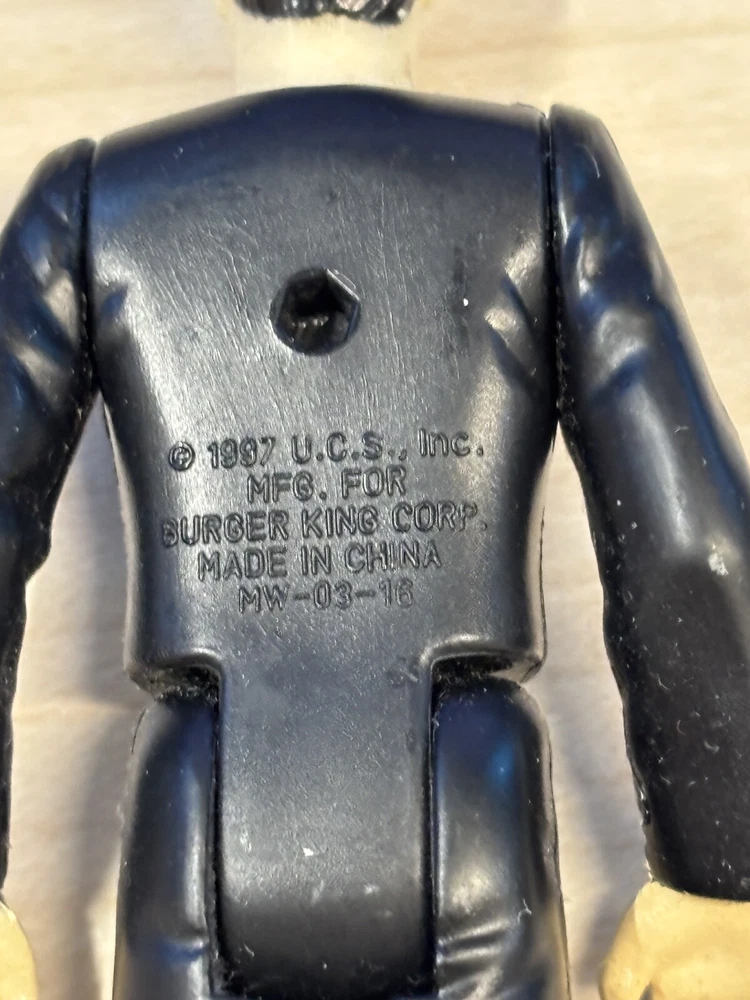 © 1997 U.C.S., Inc.
MFG. FOR
BURGER KING CORP.
MADE IN CHINA
MW-03-16